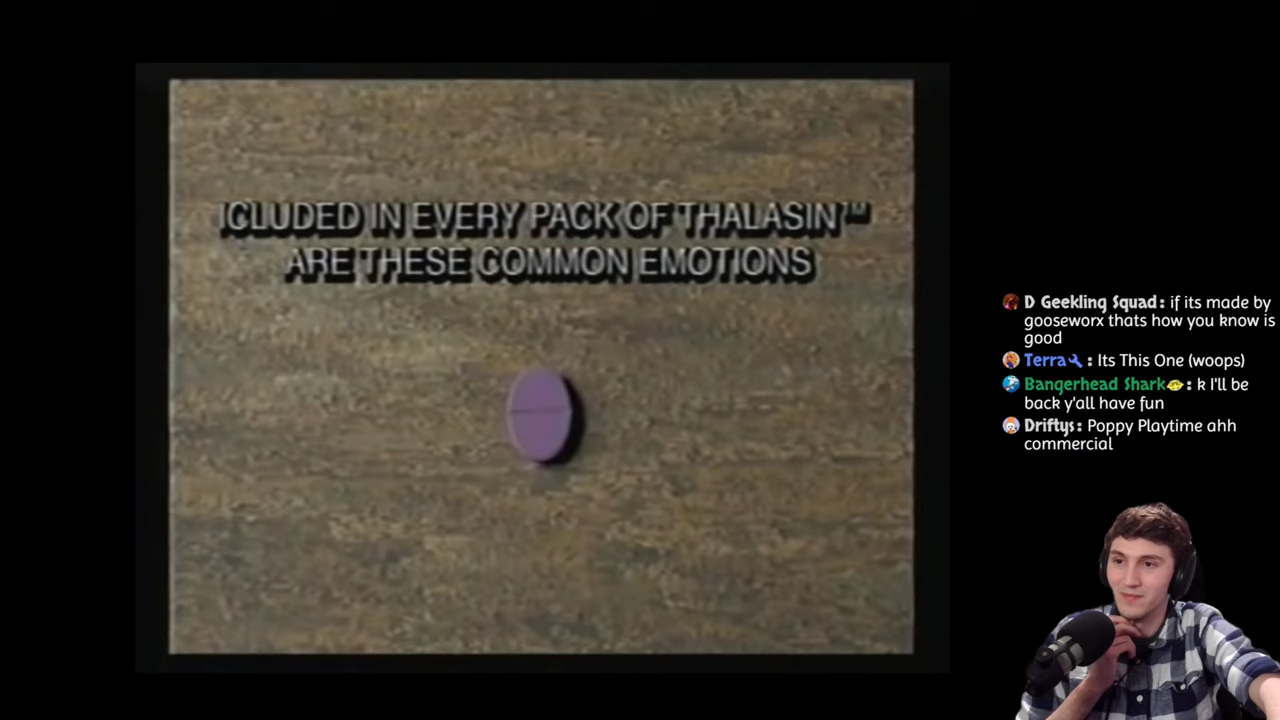 ICLUDED IN EVERY PACK OF THALASIN™
ARE THESE COMMON EMOTIONS
D Geekling Squad: if its made by
gooseworx thats how you know is
good
Terra: Its This One (woops)
Bangerhead Shark: k I'll be
back y'all have fun
Driftys: Poppy Playtime ahh
commercial